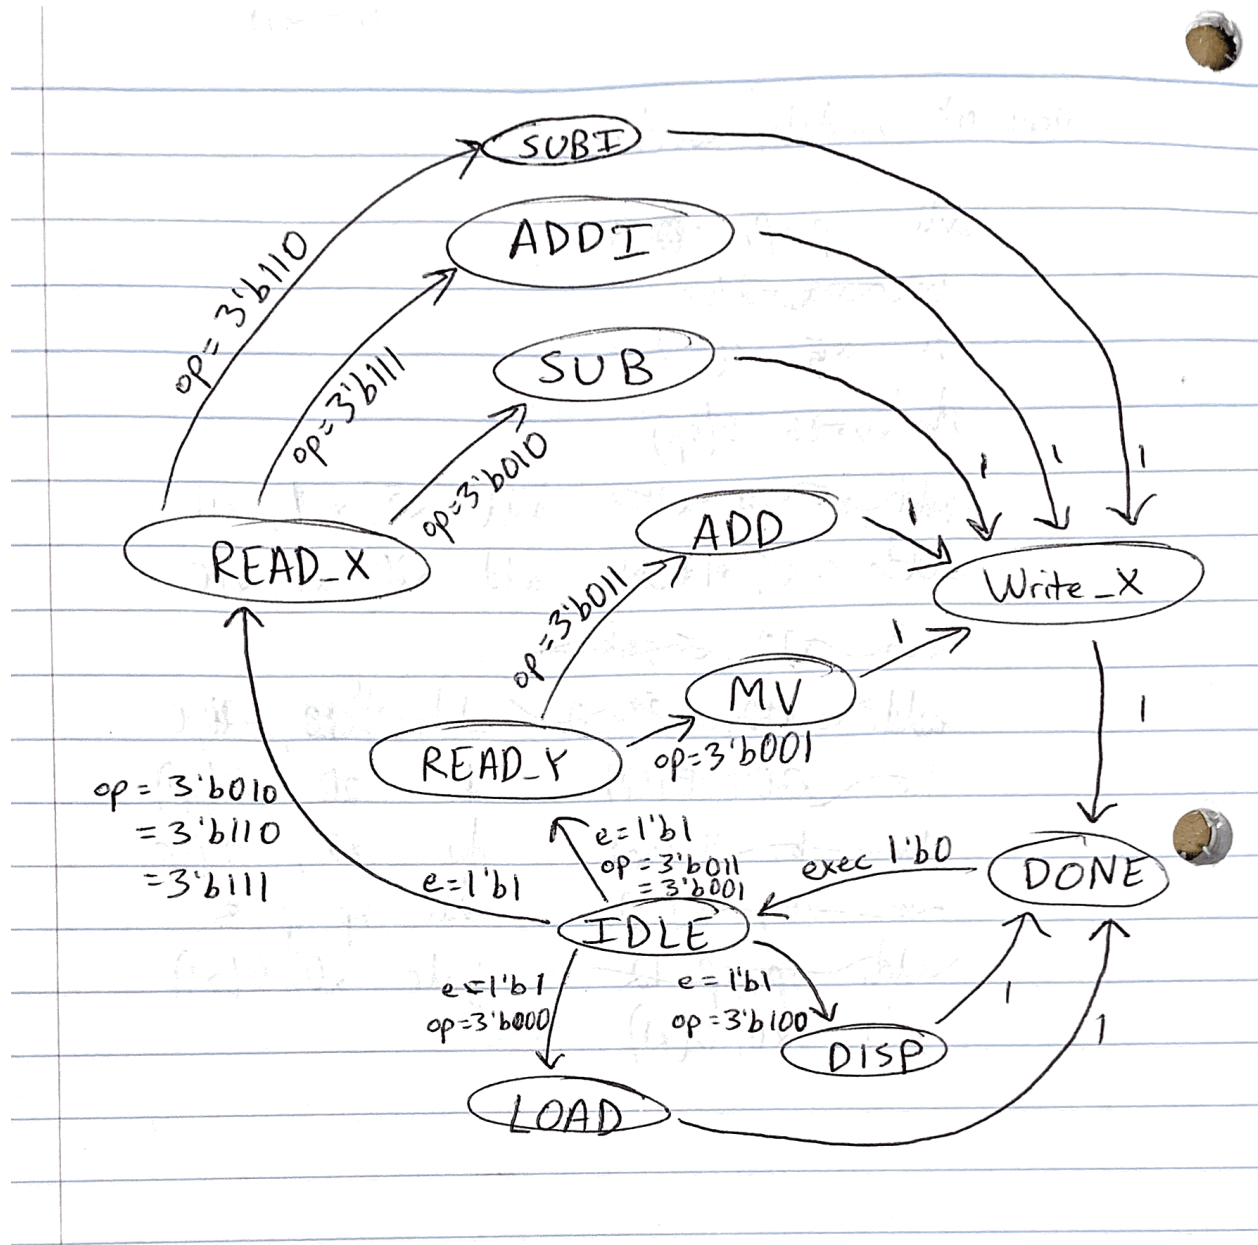 SUBI
ADDI
op=3'b110
SUB
op=3'b111
op=3'b010
1
1
1
READ_X
ADD
1
Write_X
op=3'b011
1
MV
READ_Y
op=3'b001
1
op= 3'b010
=3'b110
=3'b111
e=1'b1
e=1'b1
op=3'b011
=3'b001
exec 1'b0
DONE
IDLE
e=1'b1
op=3'b000
e=1'b1
op=3'b100
1
1
DISP
LOAD